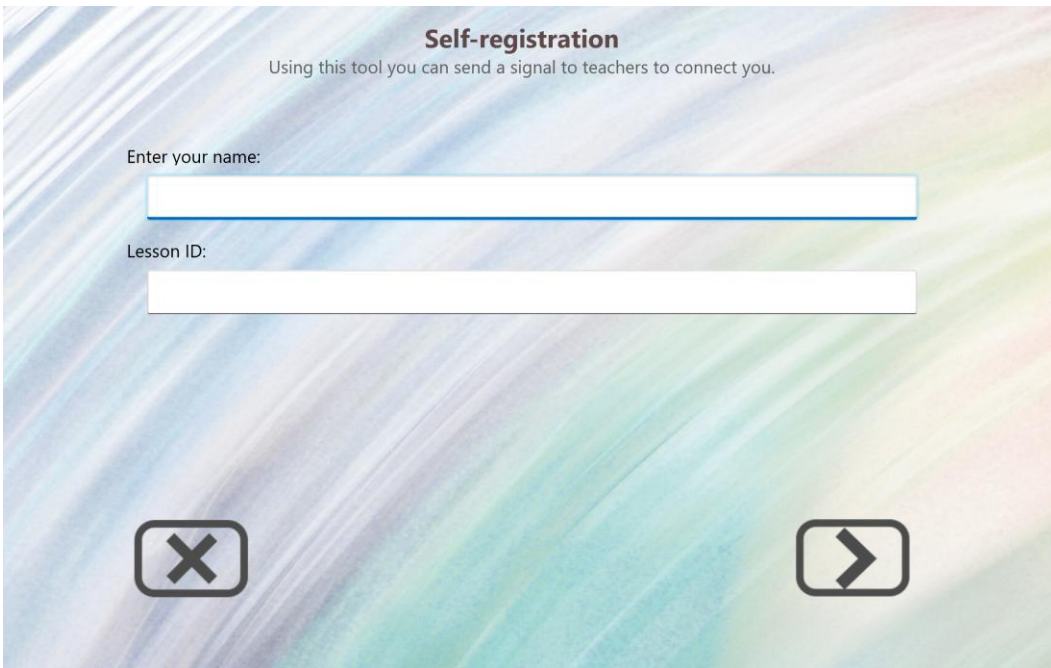 Self-registration
Using this tool you can send a signal to teachers to connect you.
Enter your name:
Lesson ID: